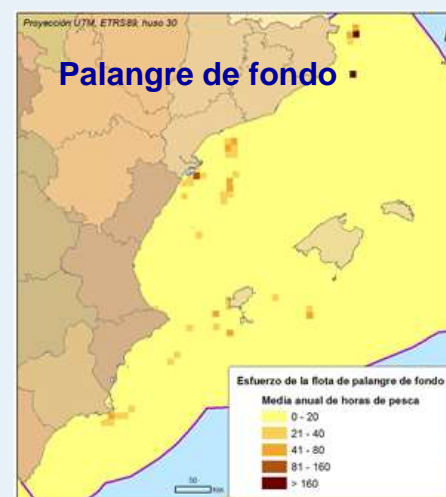 Proyección UTM, ETRS89, huso 30
Palangre de fondo
Esfuerzo de la flota de palangre de fondo
Media anual de horas de pesca
0 - 20
21 - 40
41 - 80
81 - 160
> 160
50
Km